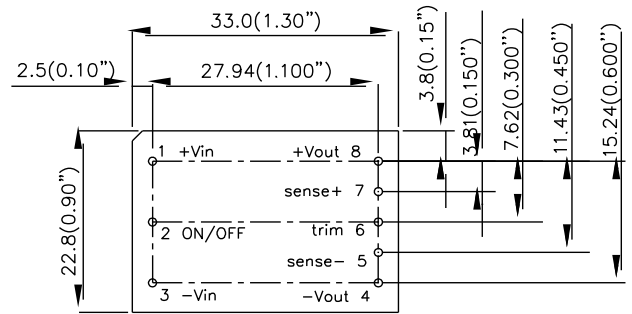 33.0(1.30")
2.5(0.10")
27.94(1.100")
3.8(0.15")
3.81(0.150")
7.62(0.300")
11.43(0.450")
15.24(0.600")
22.8(0.90")
1 +Vin
+Vout 8
sense+ 7
2 ON/OFF
trim 6
sense- 5
3 -Vin
-Vout 4